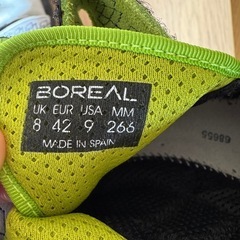 BOREAL
UK EUR USA MM
8 42 9 266
MADE IN SPAIN